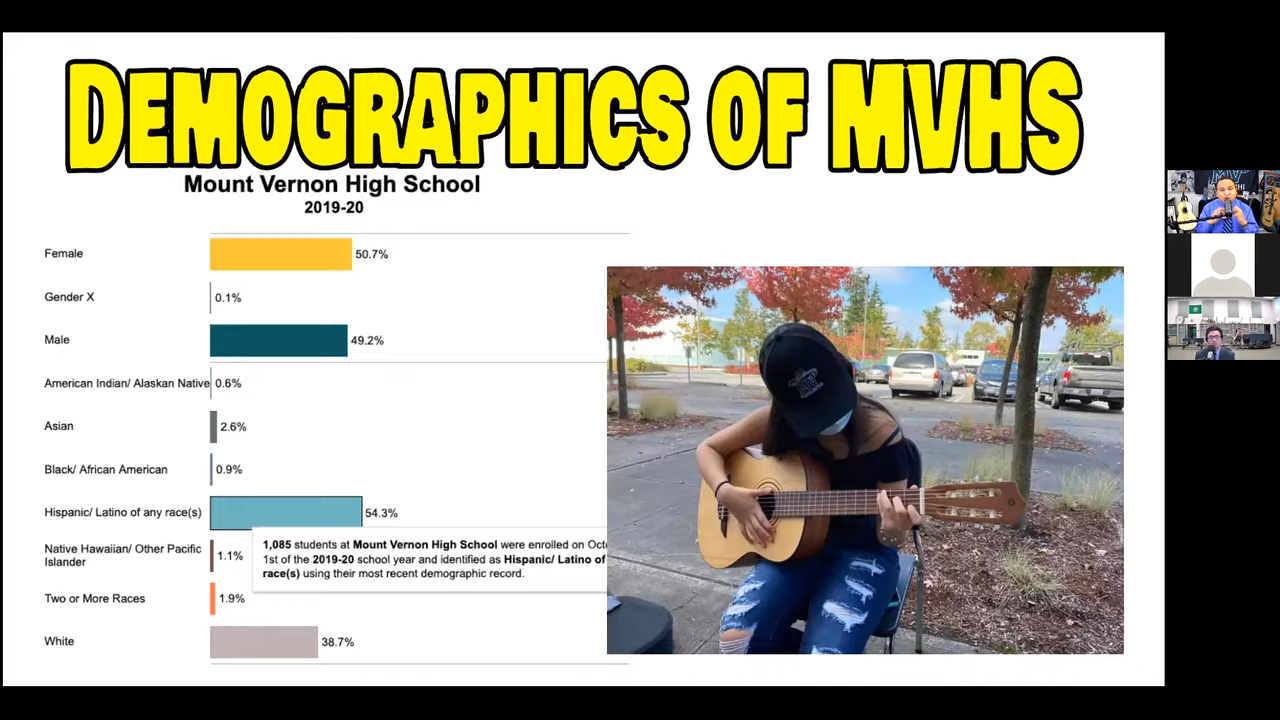 DEMOGRAPHICS OF MVHS
Mount Vernon High School
2019-20
Female 50.7%
Gender X 0.1%
Male 49.2%
American Indian/ Alaskan Native 0.6%
Asian 2.6%
Black/ African American 0.9%
Hispanic/ Latino of any race(s) 54.3%
1,085 students at Mount Vernon High School were enrolled on Octo
1st of the 2019-20 school year and identified as Hispanic/ Latino of
race(s) using their most recent demographic record.
Native Hawaiian/ Other Pacific
Islander 1.1%
Two or More Races 1.9%
White 38.7%